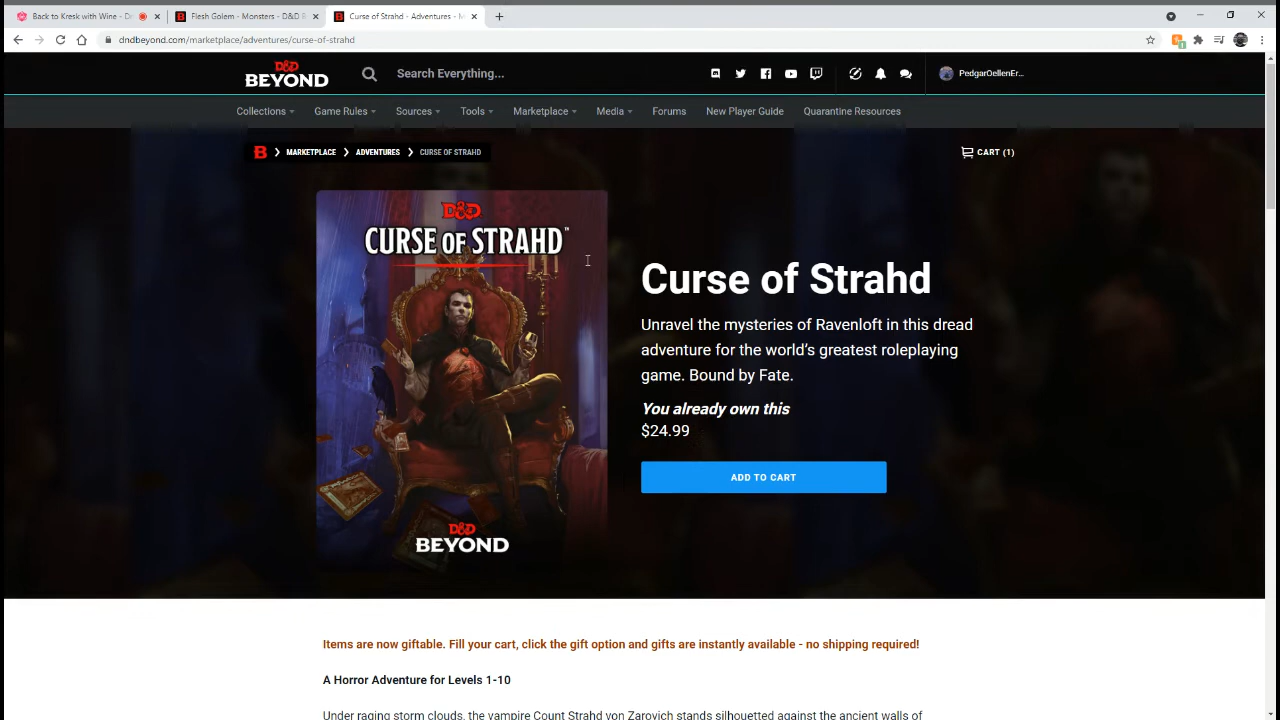 Back to Kresk with Wine - D
Flesh Golem - Monsters - D&D B
Curse of Strahd - Adventures - M
dndbeyond.com/marketplace/adventures/curse-of-strahd
D&D
BEYOND
Search Everything...
PedgarOellenEr...
Collections
Game Rules
Sources
Tools
Marketplace
Media
Forums
New Player Guide
Quarantine Resources
B
MARKETPLACE
ADVENTURES
CURSE OF STRAHD
CART (1)
D&D
CURSE OF STRAHD™
D&D
BEYOND
Curse of Strahd
Unravel the mysteries of Ravenloft in this dread
adventure for the world's greatest roleplaying
game. Bound by Fate.
You already own this
$24.99
ADD TO CART
Items are now giftable. Fill your cart, click the gift option and gifts are instantly available - no shipping required!
A Horror Adventure for Levels 1-10
Under raging storm clouds, the vampire Count Strahd von Zarovich stands silhouetted against the ancient walls of